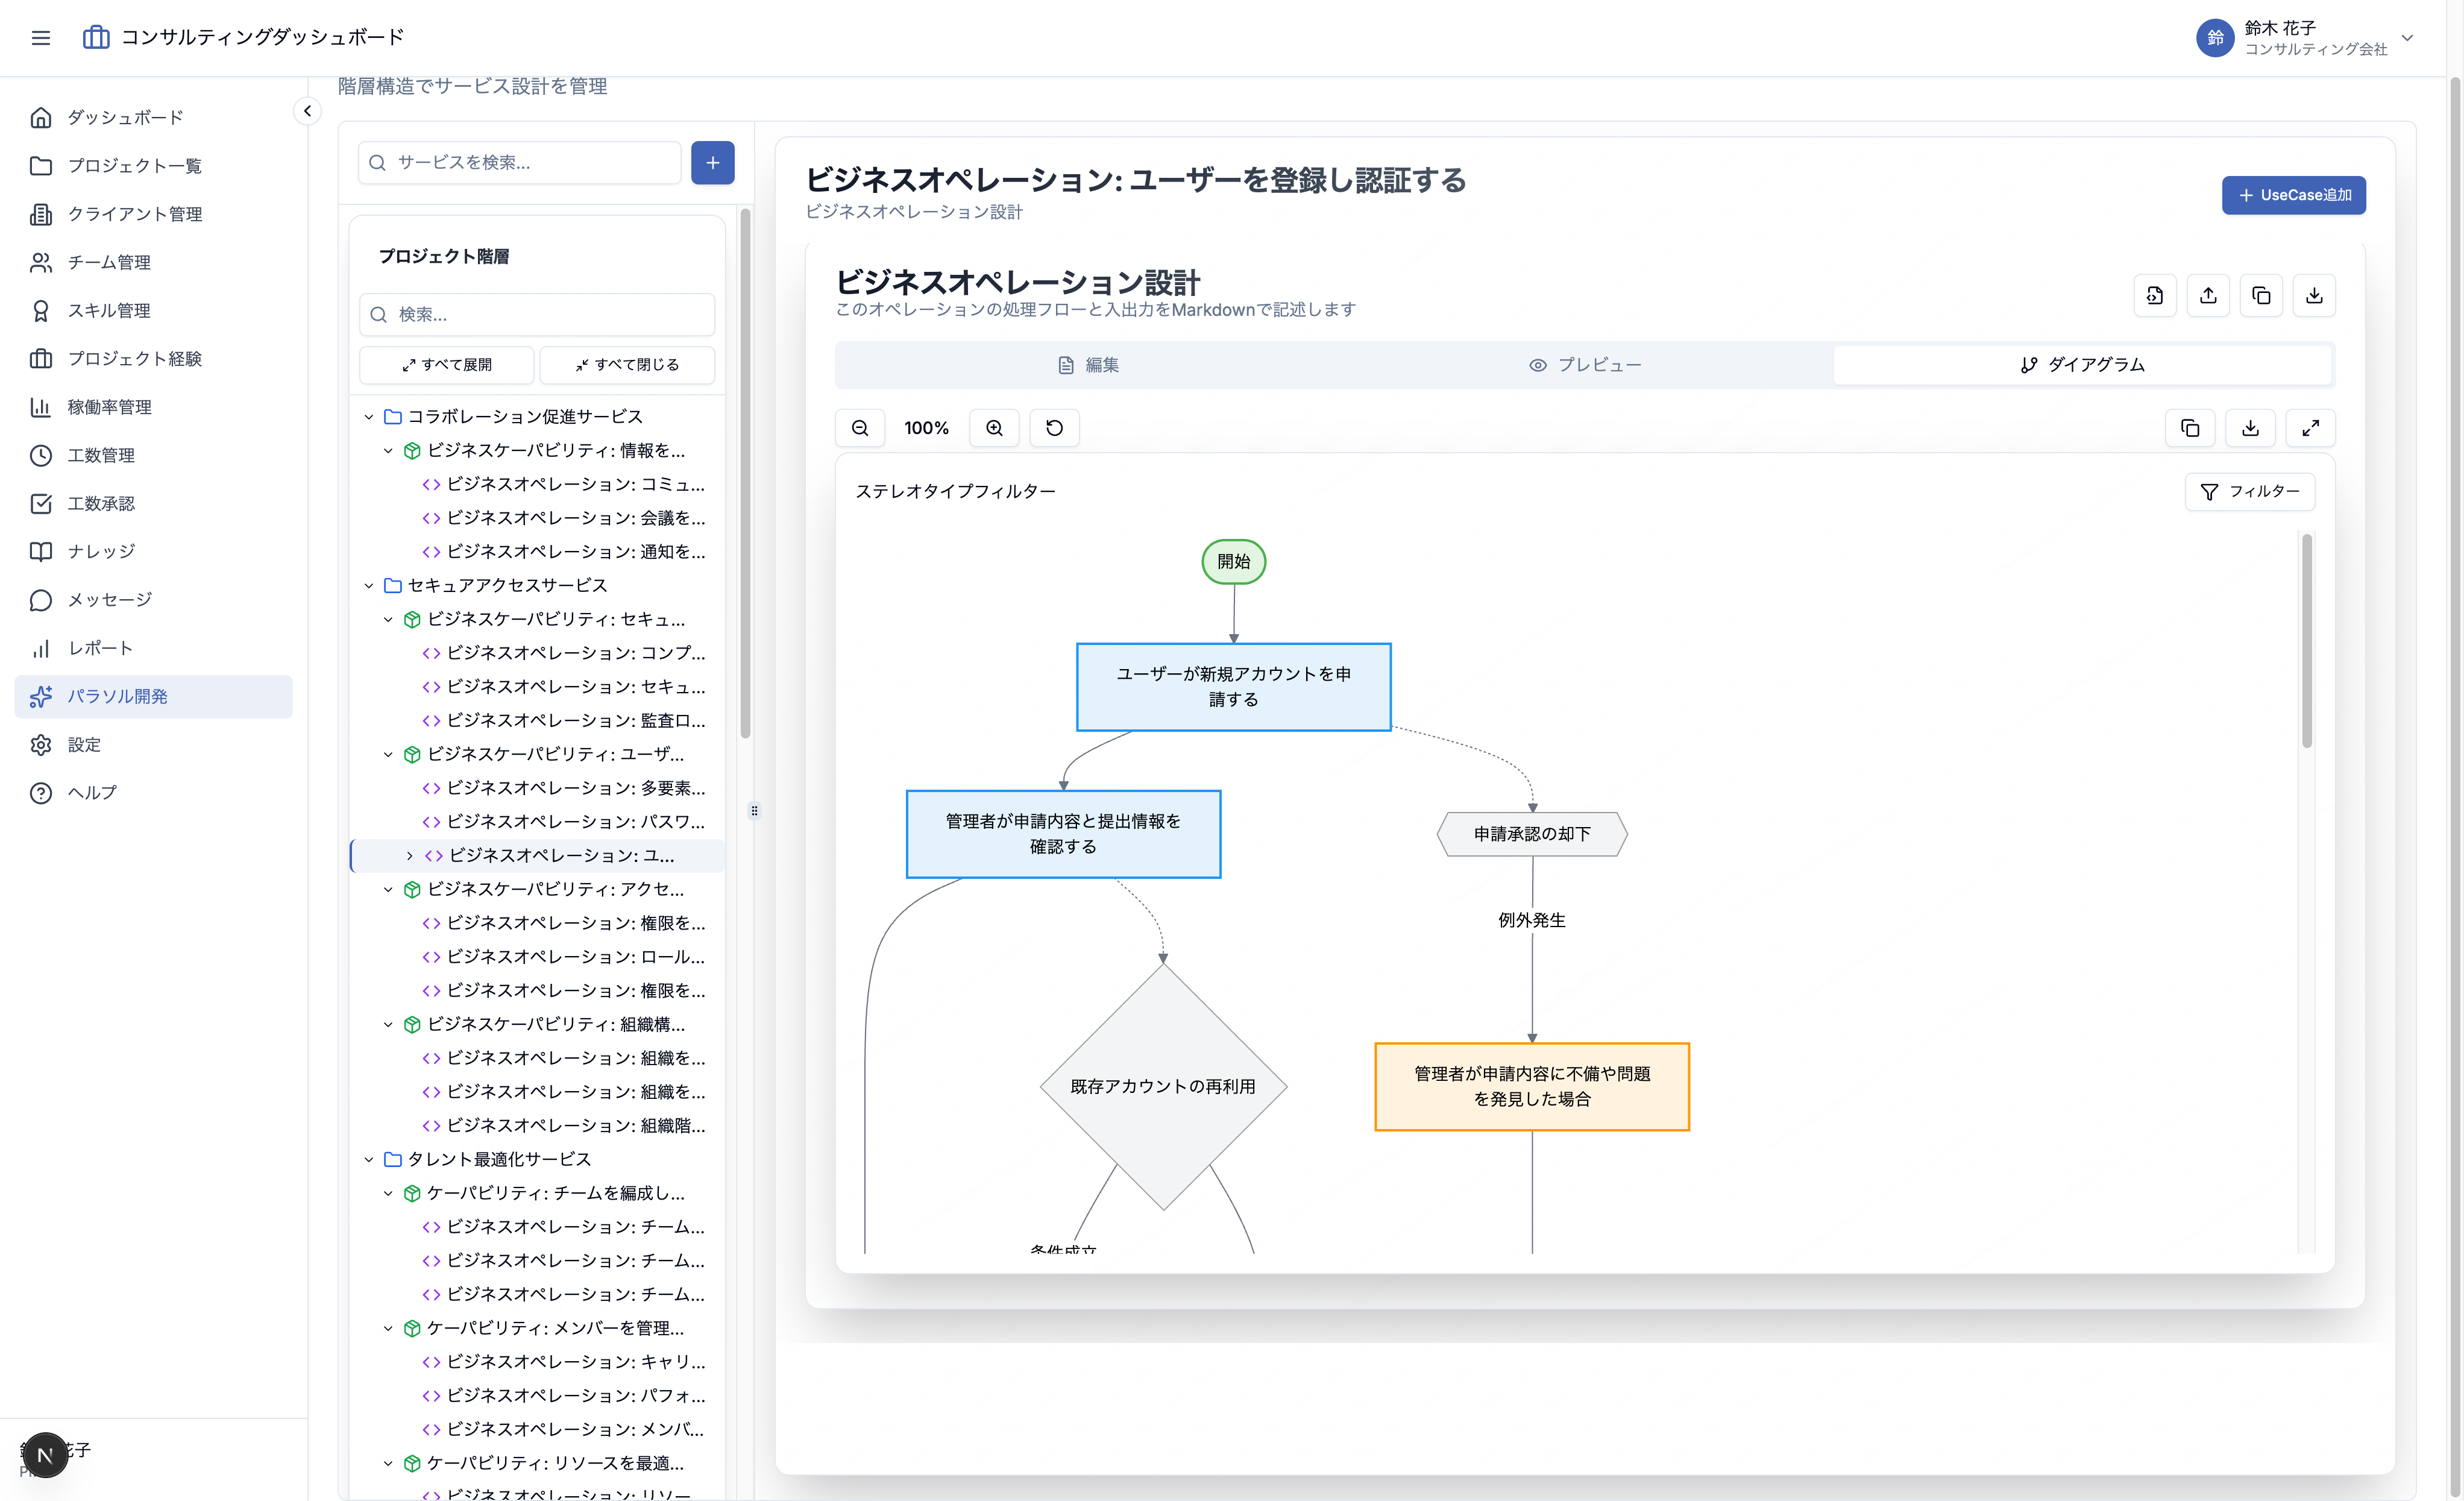 コンサルティングダッシュボード
鈴
鈴木 花子
コンサルティング会社
ダッシュボード
プロジェクト一覧
クライアント管理
チーム管理
スキル管理
プロジェクト経験
稼働率管理
工数管理
工数承認
ナレッジ
メッセージ
レポート
パラソル開発
設定
ヘルプ
花子
N
階層構造でサービス設計を管理
サービスを検索...
プロジェクト階層
検索...
すべて展開
すべて閉じる
コラボレーション促進サービス
ビジネスケーパビリティ: 情報を...
ビジネスオペレーション: コミュ...
ビジネスオペレーション: 会議を...
ビジネスオペレーション: 通知を...
セキュアアクセスサービス
ビジネスケーパビリティ: セキュ...
ビジネスオペレーション: コンプ...
ビジネスオペレーション: セキュ...
ビジネスオペレーション: 監査ロ...
ビジネスケーパビリティ: ユーザ...
ビジネスオペレーション: 多要素...
ビジネスオペレーション: パスワ...
ビジネスオペレーション: ユ...
ビジネスケーパビリティ: アクセ...
ビジネスオペレーション: 権限を...
ビジネスオペレーション: ロール...
ビジネスオペレーション: 権限を...
ビジネスケーパビリティ: 組織構...
ビジネスオペレーション: 組織を...
ビジネスオペレーション: 組織を...
ビジネスオペレーション: 組織階...
タレント最適化サービス
ケーパビリティ: チームを編成し...
ビジネスオペレーション: チーム...
ビジネスオペレーション: チーム...
ビジネスオペレーション: チーム...
ケーパビリティ: メンバーを管理...
ビジネスオペレーション: キャリ...
ビジネスオペレーション: パフォ...
ビジネスオペレーション: メンバ...
ケーパビリティ: リソースを最適...
ビジネスオペレーション: リソー
ビジネスオペレーション: ユーザーを登録し認証する
ビジネスオペレーション設計
UseCase追加
ビジネスオペレーション設計
このオペレーションの処理フローと入出力をMarkdownで記述します
編集
プレビュー
ダイアグラム
100%
ステレオタイプフィルター
フィルター
開始
ユーザーが新規アカウントを申
請する
管理者が申請内容と提出情報を
確認する
申請承認の却下
例外発生
既存アカウントの再利用
管理者が申請内容に不備や問題
を発見した場合
条件成立